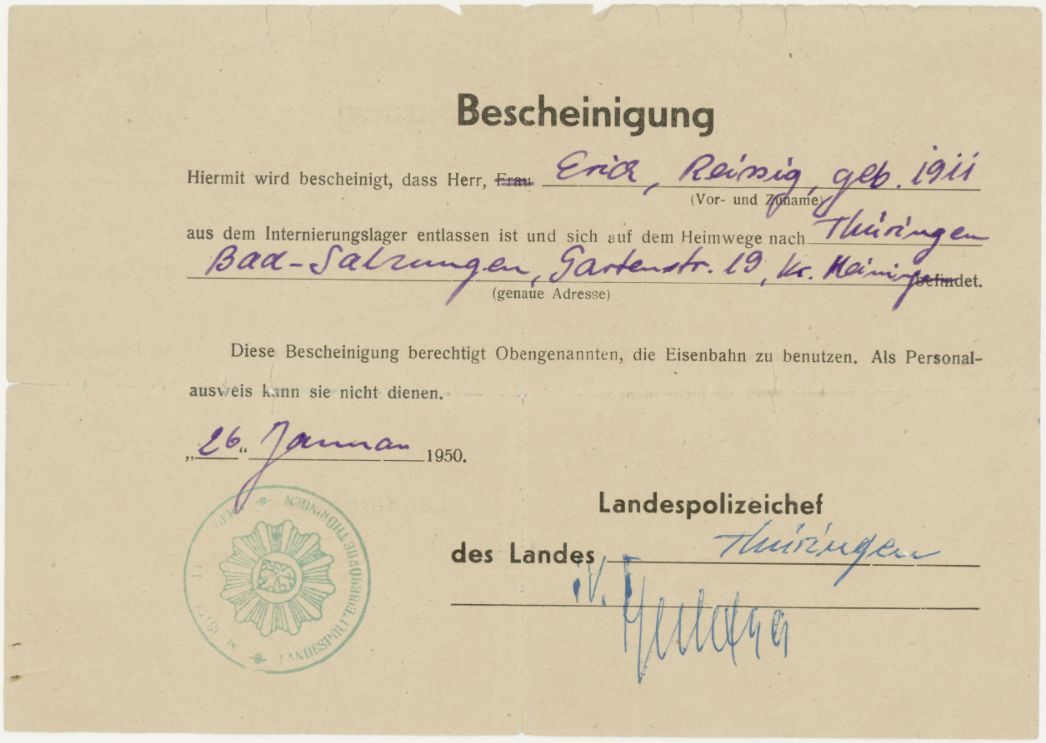 Bescheinigung
Hiermit wird bescheinigt, dass Herr, Frau Erich, Reissig, geb. 1911
(Vor- und Zuname)
aus dem Internierungslager entlassen ist und sich auf dem Heimwege nach Thüringen
Bad-Salzungen, Gartenstr. 19, Kr. Meining befindet.
(genaue Adresse)
Diese Bescheinigung berechtigt Obengenannten, die Eisenbahn zu benutzen. Als Personal-
ausweis kann sie nicht dienen.
„26“ Januar 1950.
Landespolizeichef
des Landes Thüringen
i.V.
LANDESPOLIZEIBEHÖRDE THÜRINGEN